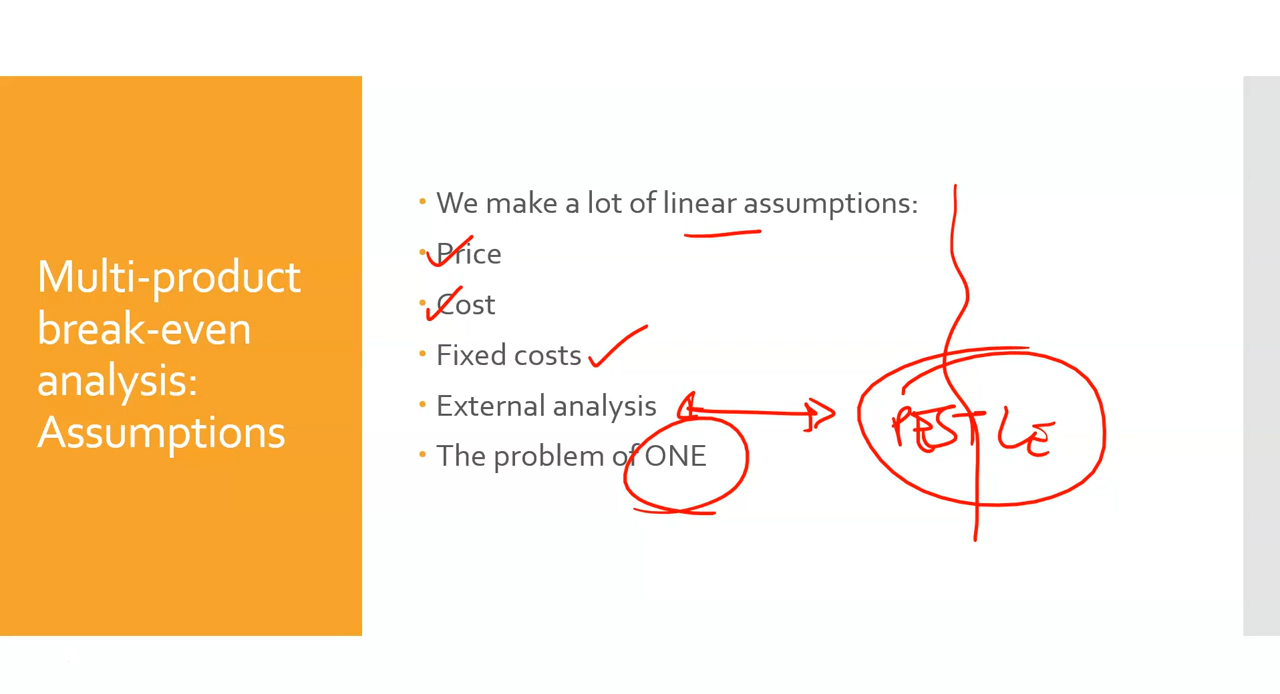 Multi-product
break-even
analysis:
Assumptions
We make a lot of linear assumptions:
Price
Cost
Fixed costs
External analysis
The problem of ONE
PESTLE